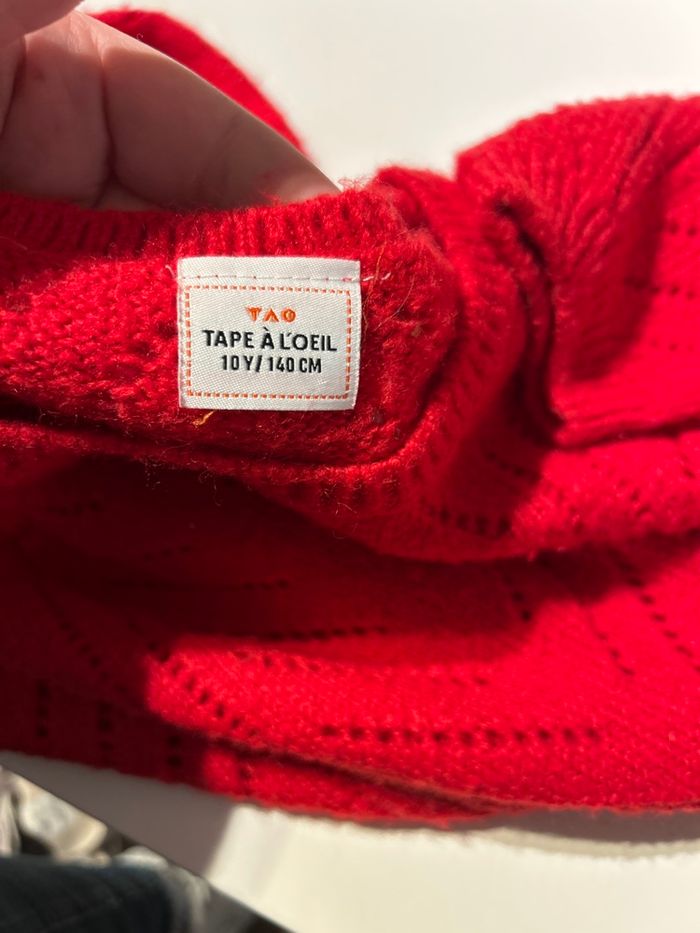 TAO
TAPE À L'OEIL
10Y/140 CM